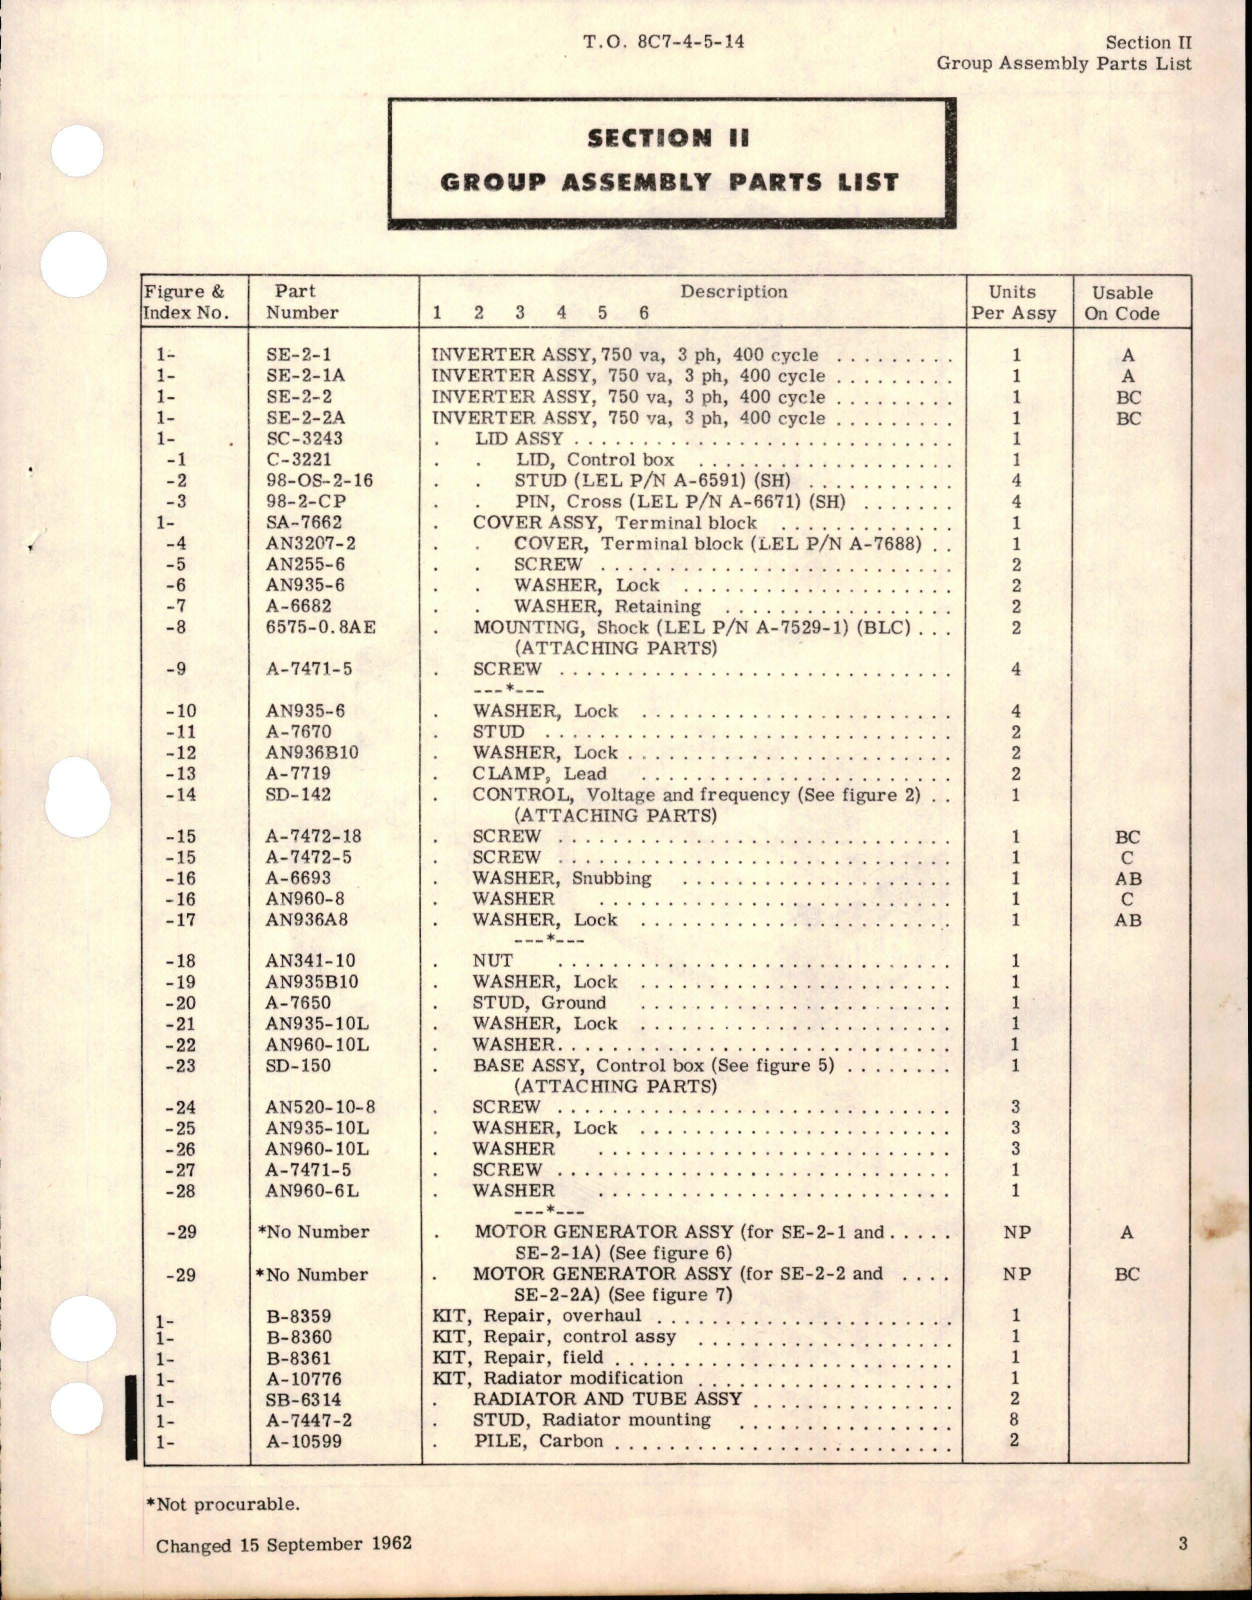 T.O. 8C7-4-5-14
Section II
Group Assembly Parts List
SECTION II
GROUP ASSEMBLY PARTS LIST
Figure & Index No. Part Number Description 1 2 3 4 5 6 Units Per Assy Usable On Code
1- SE-2-1 INVERTER ASSY, 750 va, 3 ph, 400 cycle . . . . . . . . . 1 A
1- SE-2-1A INVERTER ASSY, 750 va, 3 ph, 400 cycle . . . . . . . . . 1 A
1- SE-2-2 INVERTER ASSY, 750 va, 3 ph, 400 cycle . . . . . . . . . 1 BC
1- SE-2-2A INVERTER ASSY, 750 va, 3 ph, 400 cycle . . . . . . . . . 1 BC
1- SC-3243 . LID ASSY . . . . . . . . . 1
-1 C-3221 . . LID, Control box . . . . . . . . . 1
-2 98-OS-2-16 . . STUD (LEL P/N A-6591) (SH) . . . . . . . . . 4
-3 98-2-CP . . PIN, Cross (LEL P/N A-6671) (SH) . . . . . . . 4
1- SA-7662 . COVER ASSY, Terminal block . . . . . . . . . 1
-4 AN3207-2 . . COVER, Terminal block (LEL P/N A-7688) . . 1
-5 AN255-6 . . SCREW . . . . . . . . . 2
-6 AN935-6 . . WASHER, Lock . . . . . . . . . 2
-7 A-6682 . . WASHER, Retaining . . . . . . . . . 2
-8 6575-0.8AE . MOUNTING, Shock (LEL P/N A-7529-1) (BLC) . . . 2
(ATTACHING PARTS)
-9 A-7471-5 . SCREW . . . . . . . . . 4
---*---
-10 AN935-6 . WASHER, Lock . . . . . . . . . 4
-11 A-7670 . STUD . . . . . . . . . 2
-12 AN936B10 . WASHER, Lock . . . . . . . . . 2
-13 A-7719 . CLAMP, Lead . . . . . . . . . 2
-14 SD-142 . CONTROL, Voltage and frequency (See figure 2) . . 1
(ATTACHING PARTS)
-15 A-7472-18 . SCREW . . . . . . . . . 1 BC
-15 A-7472-5 . SCREW . . . . . . . . . 1 C
-16 A-6693 . WASHER, Snubbing . . . . . . . . . 1 AB
-16 AN960-8 . WASHER . . . . . . . . . 1 C
-17 AN936A8 . WASHER, Lock . . . . . . . . . 1 AB
---*---
-18 AN341-10 . NUT . . . . . . . . . 1
-19 AN935B10 . WASHER, Lock . . . . . . . . . 1
-20 A-7650 . STUD, Ground . . . . . . . . . 1
-21 AN935-10L . WASHER, Lock . . . . . . . . . 1
-22 AN960-10L . WASHER . . . . . . . . . 1
-23 SD-150 . BASE ASSY, Control box (See figure 5) . . . . . . . . 1
(ATTACHING PARTS)
-24 AN520-10-8 . SCREW . . . . . . . . . 3
-25 AN935-10L . WASHER, Lock . . . . . . . . . 3
-26 AN960-10L . WASHER . . . . . . . . . 3
-27 A-7471-5 . SCREW . . . . . . . . . 1
-28 AN960-6L . WASHER . . . . . . . . . 1
---*---
-29 *No Number . MOTOR GENERATOR ASSY (for SE-2-1 and . . . . . NP A
SE-2-1A) (See figure 6)
-29 *No Number . MOTOR GENERATOR ASSY (for SE-2-2 and . . . . NP BC
SE-2-2A) (See figure 7)
1- B-8359 KIT, Repair, overhaul . . . . . . . . . 1
1- B-8360 KIT, Repair, control assy . . . . . . . . . 1
1- B-8361 KIT, Repair, field . . . . . . . . . 1
1- A-10776 KIT, Radiator modification . . . . . . . . . 1
1- SB-6314 . RADIATOR AND TUBE ASSY . . . . . . . . . 2
1- A-7447-2 . STUD, Radiator mounting . . . . . . . . . 8
1- A-10599 . PILE, Carbon . . . . . . . . . 2
*Not procurable.
Changed 15 September 1962
3